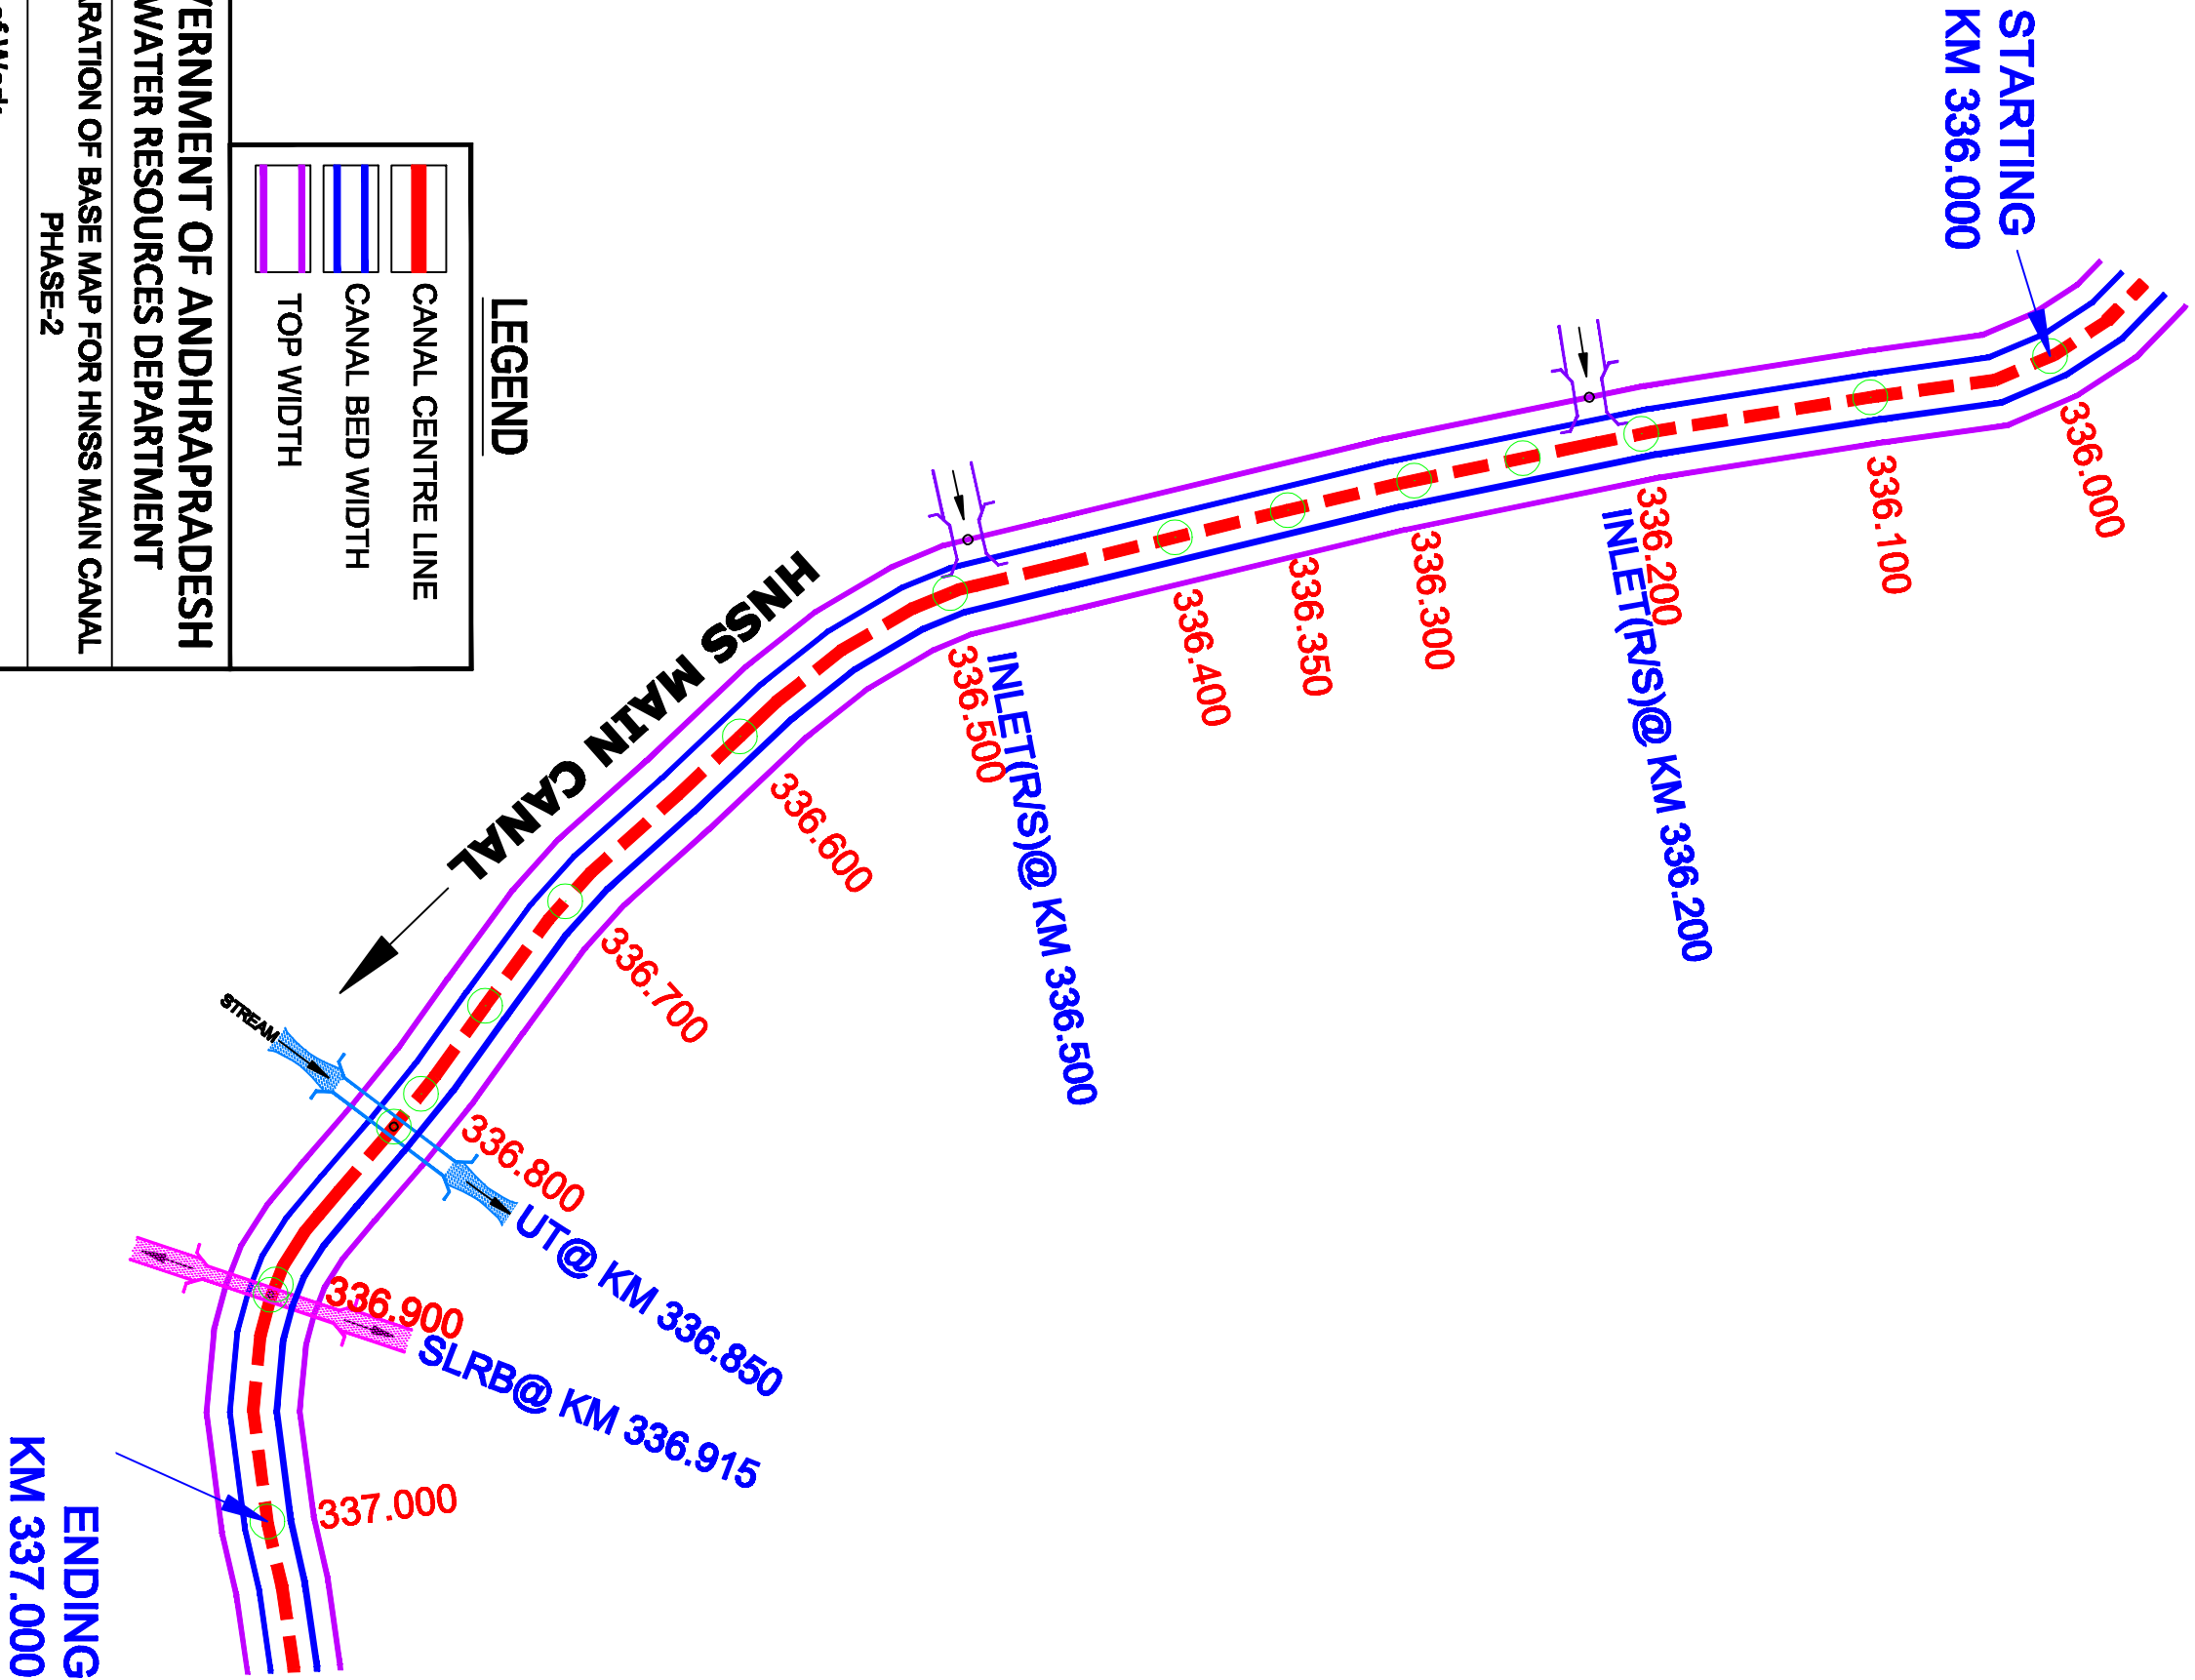 STARTING
KM 336.000
336.000
336.100
336.200
INLET(R/S)@ KM 336.200
336.300
336.350
336.400
336.500
INLET(R/S)@ KM 336.500
336.600
336.700
336.800
UT@ KM 336.850
336.900
SLRB@ KM 336.915
337.000
ENDING
KM 337.000
HNSS MAIN CANAL
STREAM
LEGEND
CANAL CENTRE LINE
CANAL BED WIDTH
TOP WIDTH
VERNMENT OF ANDHRAPRADESH
WATER RESOURCES DEPARTMENT
RATION OF BASE MAP FOR HNSS MAIN CANAL
PHASE-2